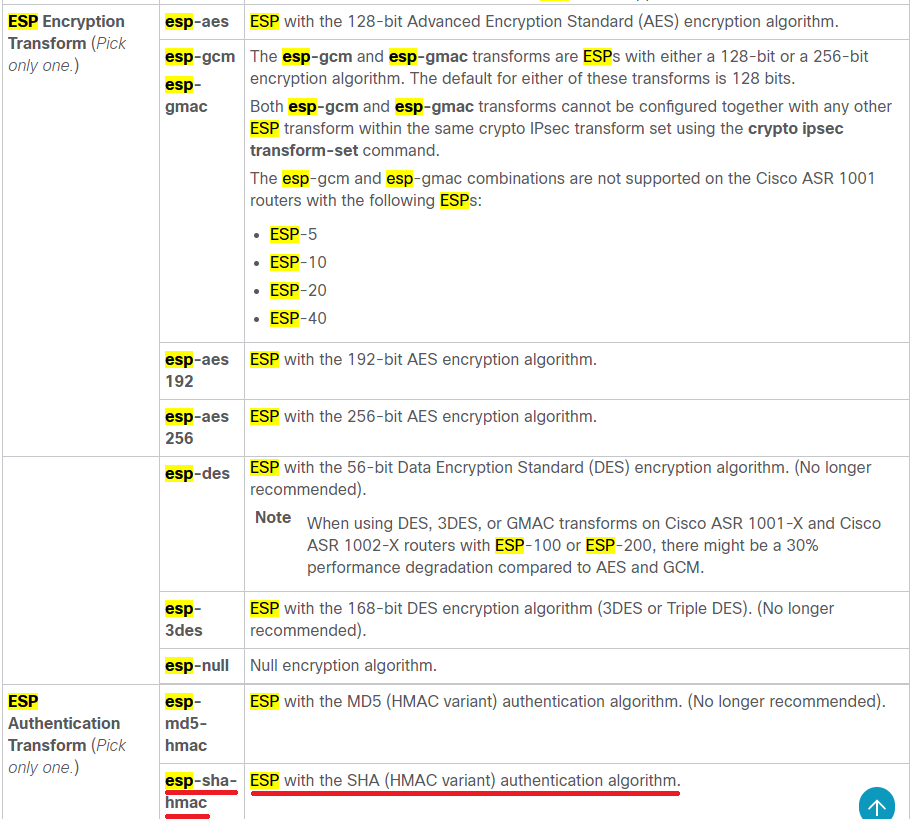 ESP Encryption
Transform (Pick
only one.)
esp-aes
ESP with the 128-bit Advanced Encryption Standard (AES) encryption algorithm.
esp-gcm
esp-
gmac
The esp-gcm and esp-gmac transforms are ESPs with either a 128-bit or a 256-bit
encryption algorithm. The default for either of these transforms is 128 bits.
Both esp-gcm and esp-gmac transforms cannot be configured together with any other
ESP transform within the same crypto IPsec transform set using the crypto ipsec
transform-set command.
The esp-gcm and esp-gmac combinations are not supported on the Cisco ASR 1001
routers with the following ESPs:
• ESP-5
• ESP-10
• ESP-20
• ESP-40
esp-aes
192
ESP with the 192-bit AES encryption algorithm.
esp-aes
256
ESP with the 256-bit AES encryption algorithm.
esp-des
ESP with the 56-bit Data Encryption Standard (DES) encryption algorithm. (No longer
recommended).
Note
When using DES, 3DES, or GMAC transforms on Cisco ASR 1001-X and Cisco
ASR 1002-X routers with ESP-100 or ESP-200, there might be a 30%
performance degradation compared to AES and GCM.
esp-
3des
ESP with the 168-bit DES encryption algorithm (3DES or Triple DES). (No longer
recommended).
esp-null
Null encryption algorithm.
ESP
Authentication
Transform (Pick
only one.)
esp-
md5-
hmac
ESP with the MD5 (HMAC variant) authentication algorithm. (No longer recommended).
esp-sha-
hmac
ESP with the SHA (HMAC variant) authentication algorithm.